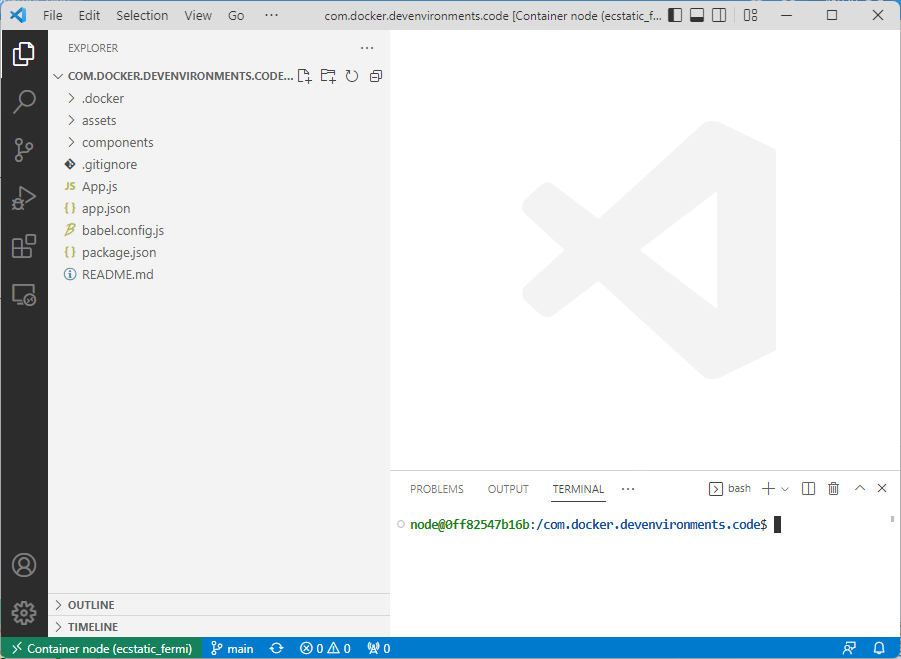 File Edit Selection View Go ··· com.docker.devenvironments.code [Container node (ecstatic_f...
EXPLORER ···
COM.DOCKER.DEVENVIRONMENTS.CODE...
.docker
assets
components
.gitignore
JS App.js
{} app.json
babel.config.js
{} package.json
README.md
PROBLEMS OUTPUT TERMINAL ··· bash
node@0ff82547b16b:/com.docker.devenvironments.code$
OUTLINE
TIMELINE
Container node (ecstatic_fermi) main 0 0 0